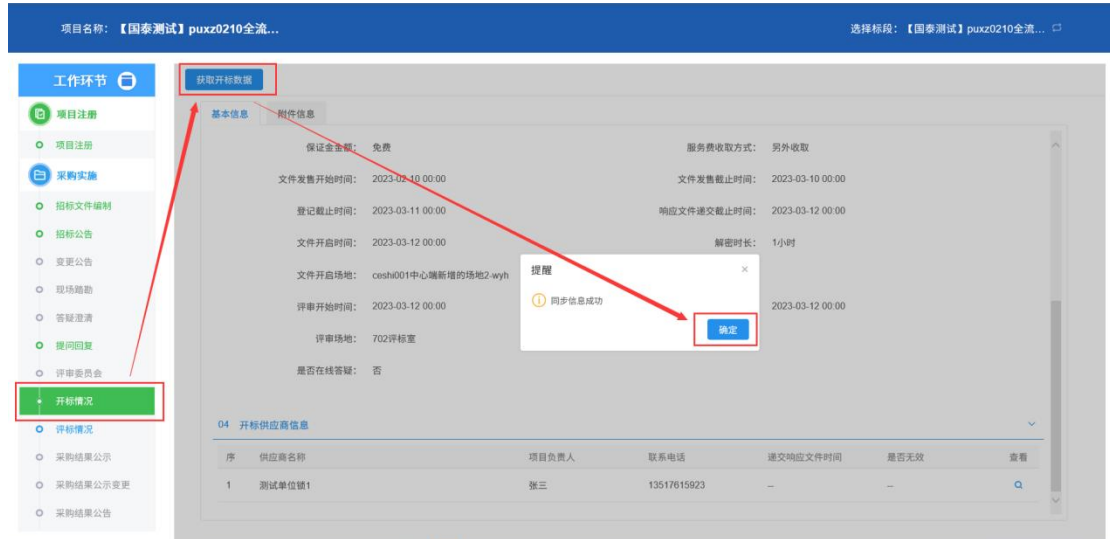 项目名称：【国泰测试】puxz0210全流...
选择标段：【国泰测试】puxz0210全流...
工作环节
项目注册
项目注册
采购实施
招标文件编制
招标公告
变更公告
现场踏勘
答疑澄清
提问回复
评审委员会
开标情况
评标情况
采购结果公示
采购结果公示变更
采购结果公告
获取开标数据
基本信息 附件信息
保证金金额： 免费 服务费收取方式： 另外收取
文件发售开始时间： 2023-02-10 00:00 文件发售截止时间： 2023-03-10 00:00
登记截止时间： 2023-03-11 00:00 响应文件递交截止时间： 2023-03-12 00:00
文件开启时间： 2023-03-12 00:00 解密时长： 1小时
文件开启场地： ceshi001中心端新增的场地2-wyh
评审开始时间： 2023-03-12 00:00 2023-03-12 00:00
评审场地： 702评标室
是否在线答疑： 否
提醒 ×
同步信息成功
确定
04 开标供应商信息
序 供应商名称 项目负责人 联系电话 递交响应文件时间 是否无效 查看
1 测试单位锁1 张三 13517615923 -- --